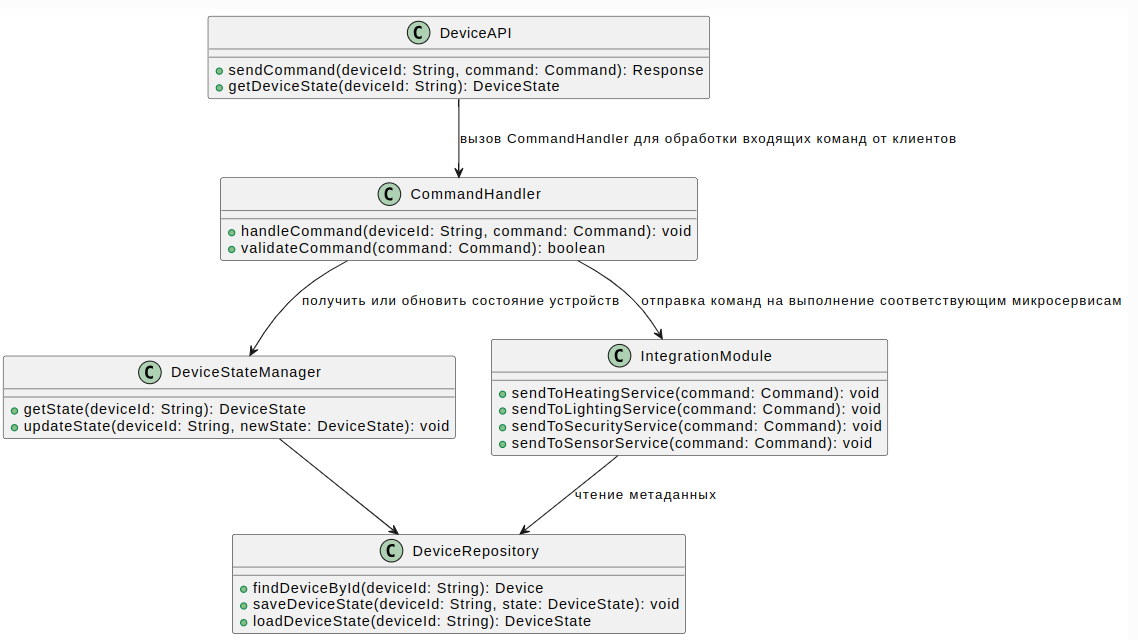 C DeviceAPI
sendCommand(deviceId: String, command: Command): Response
getDeviceState(deviceId: String): DeviceState
вызов CommandHandler для обработки входящих команд от клиентов
C CommandHandler
handleCommand(deviceId: String, command: Command): void
validateCommand(command: Command): boolean
получить или обновить состояние устройств
отправка команд на выполнение соответствующим микросервисам
C DeviceStateManager
getState(deviceId: String): DeviceState
updateState(deviceId: String, newState: DeviceState): void
C IntegrationModule
sendToHeatingService(command: Command): void
sendToLightingService(command: Command): void
sendToSecurityService(command: Command): void
sendToSensorService(command: Command): void
чтение метаданных
C DeviceRepository
findDeviceById(deviceId: String): Device
saveDeviceState(deviceId: String, state: DeviceState): void
loadDeviceState(deviceId: String): DeviceState